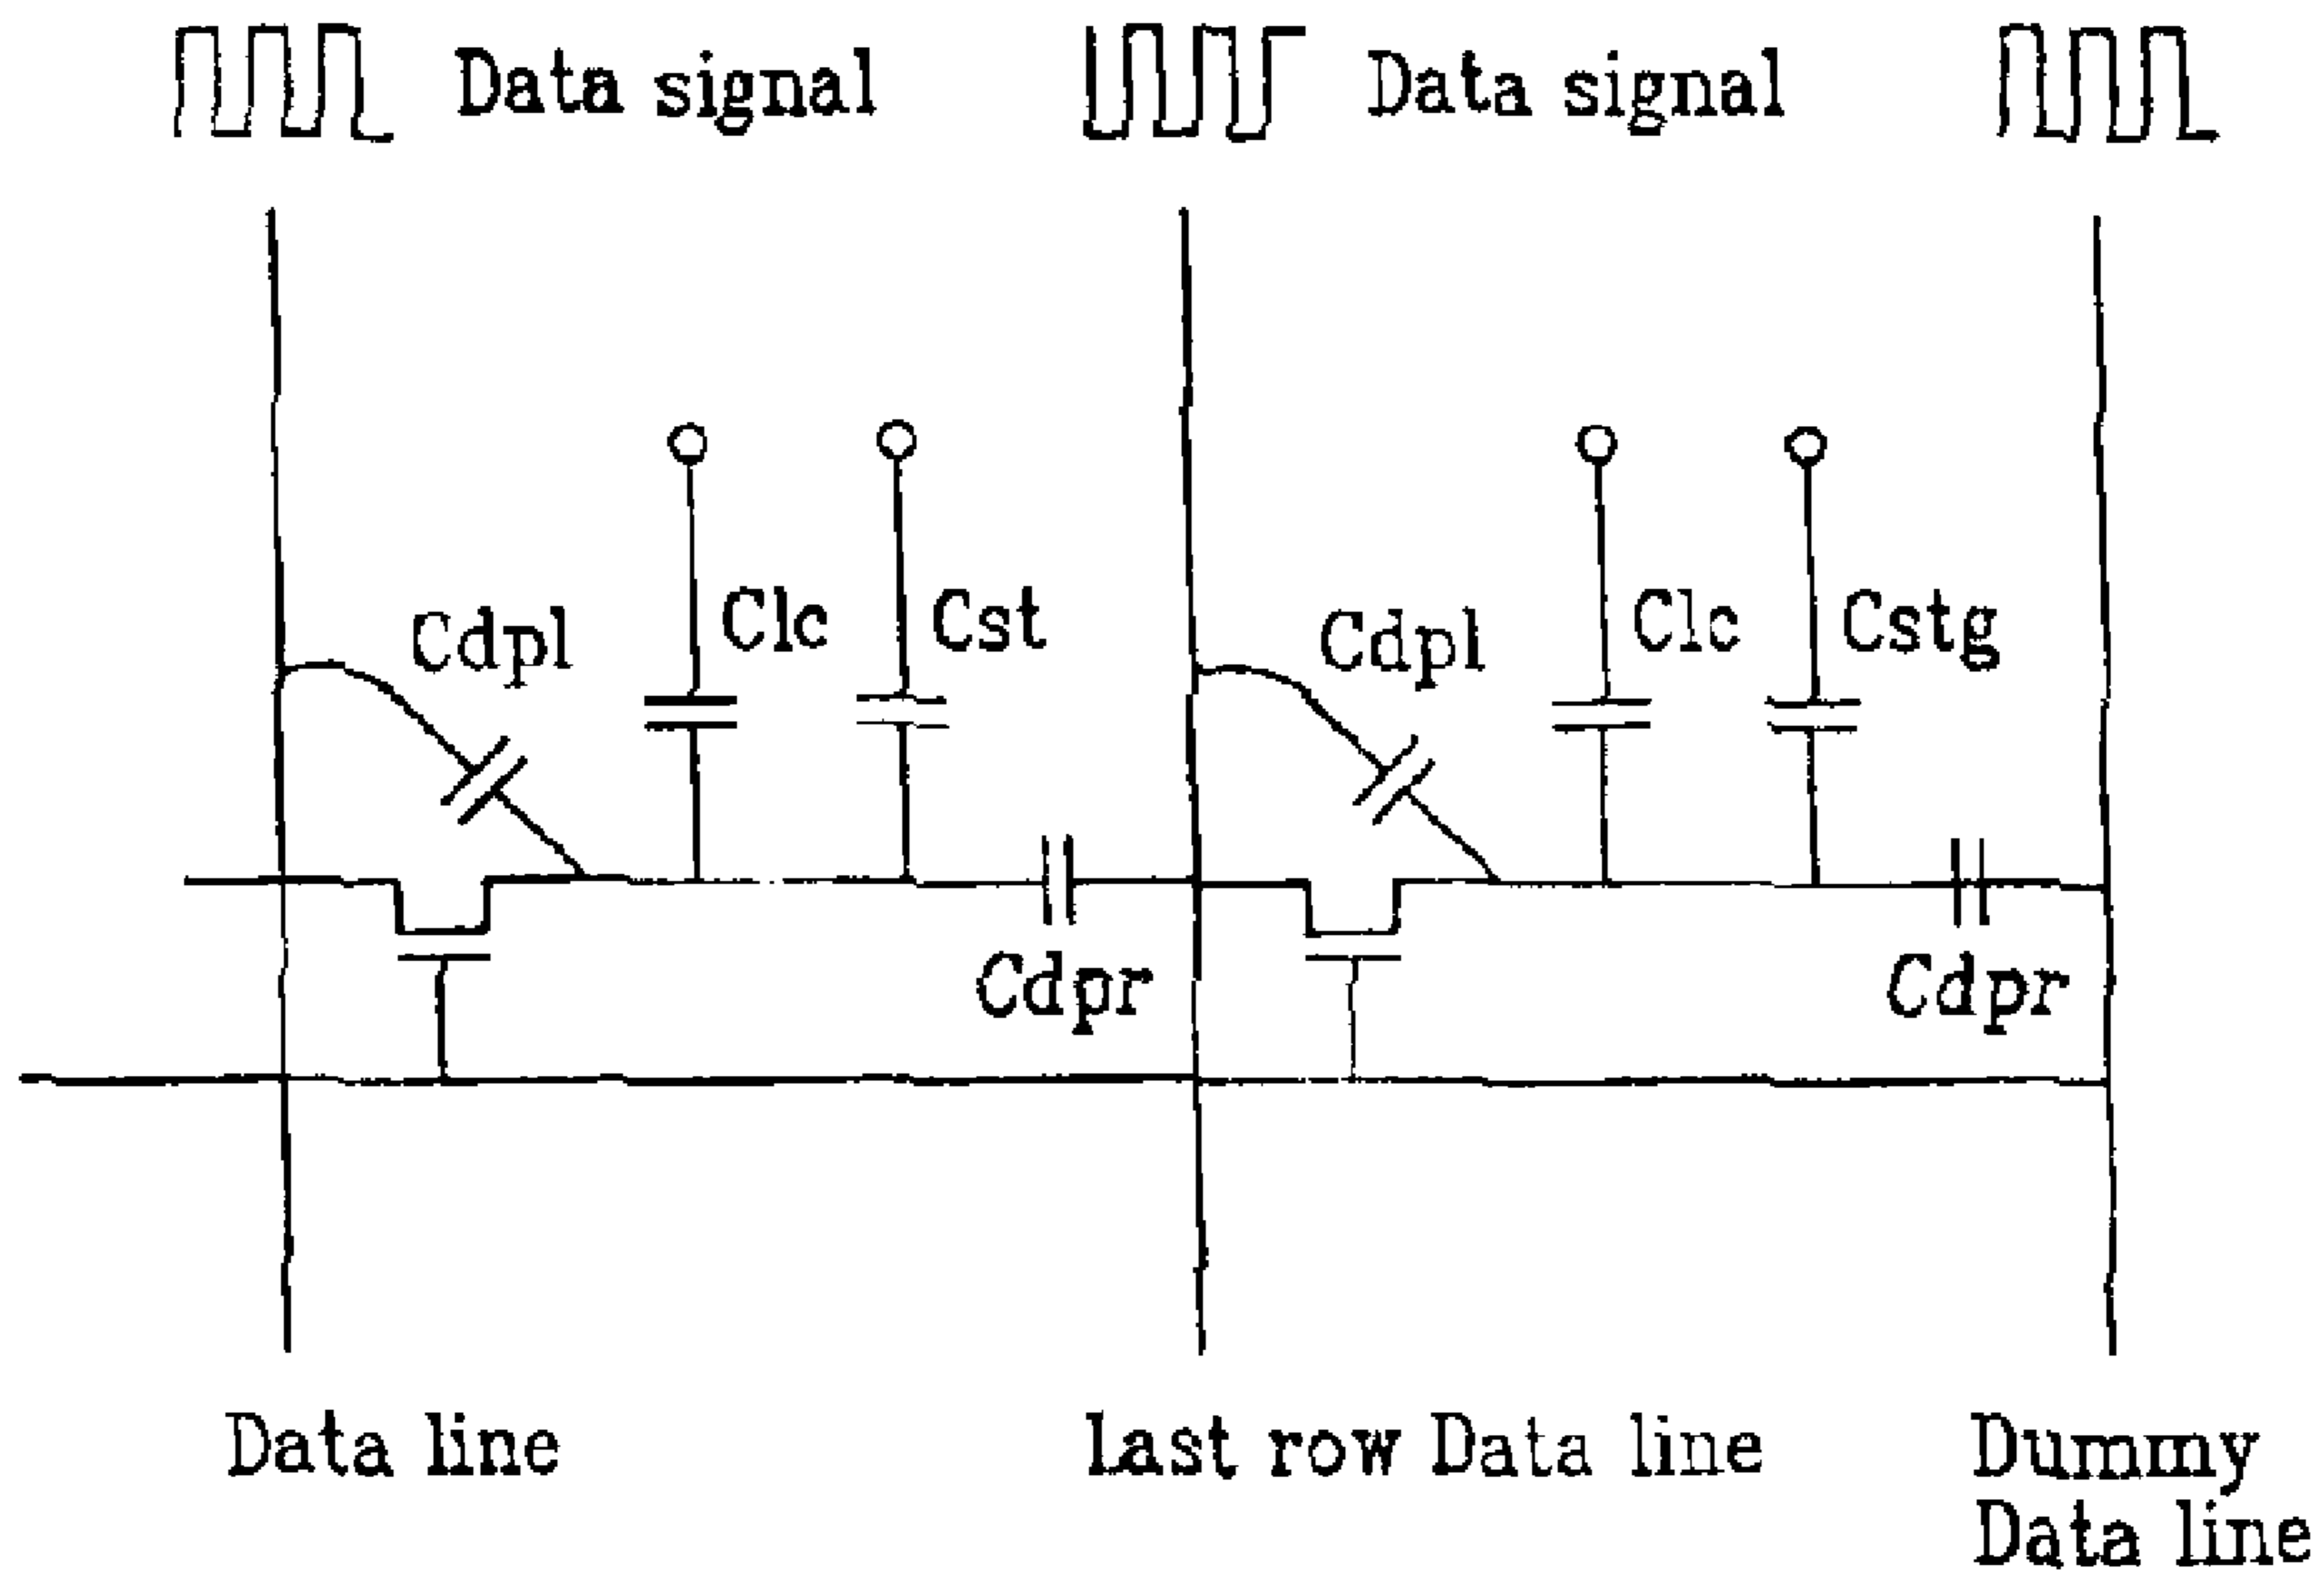 Data signal
Data signal
Cdpl
Clc
Cst
Cdpl
Clc
Cstg
Cdpr
Cdpr
Data line
last row Data line
Dummy
Data line